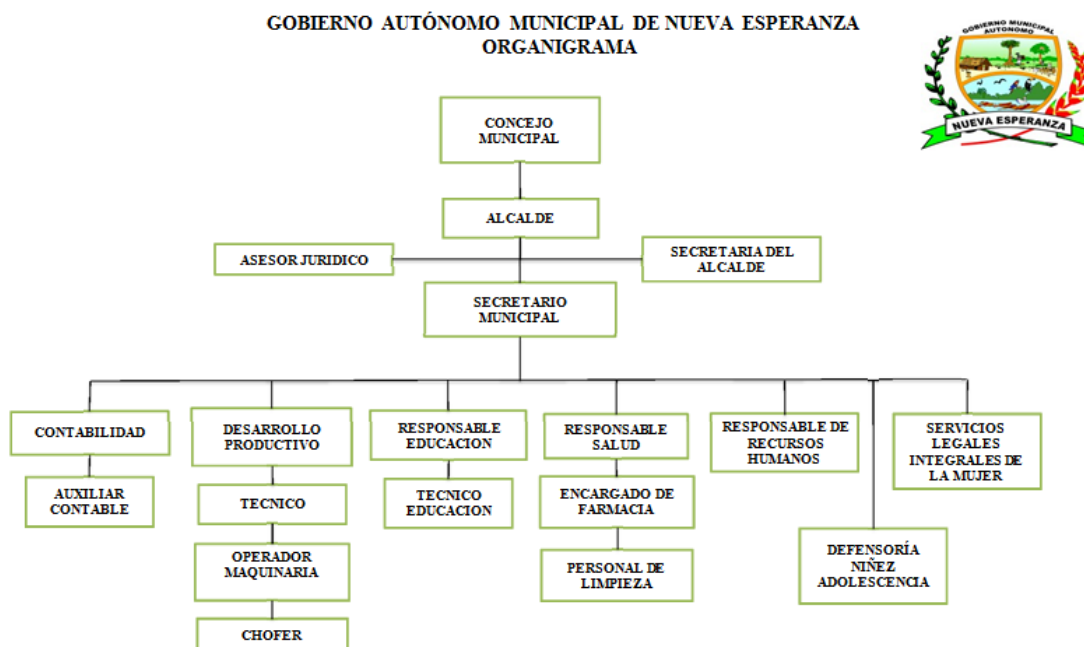 GOBIERNO AUTÓNOMO MUNICIPAL DE NUEVA ESPERANZA
ORGANIGRAMA
GOBIERNO MUNICIPAL
AUTONOMO
NUEVA ESPERANZA
CONCEJO
MUNICIPAL
ALCALDE
ASESOR JURIDICO
SECRETARIA DEL
ALCALDE
SECRETARIO
MUNICIPAL
CONTABILIDAD
DESARROLLO
PRODUCTIVO
RESPONSABLE
EDUCACION
RESPONSABLE
SALUD
RESPONSABLE DE
RECURSOS
HUMANOS
SERVICIOS
LEGALES
INTEGRALES DE
LA MUJER
AUXILIAR
CONTABLE
TECNICO
TECNICO
EDUCACION
ENCARGADO DE
FARMACIA
OPERADOR
MAQUINARIA
PERSONAL DE
LIMPIEZA
DEFENSORÍA
NIÑEZ
ADOLESCENCIA
CHOFER